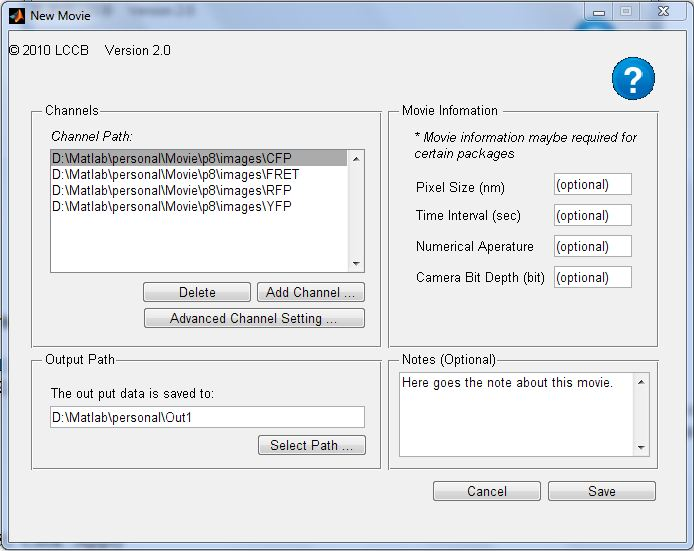 New Movie
© 2010 LCCB Version 2.0
?
Channels
Channel Path:
D:\Matlab\personal\Movie\p8\images\CFP
D:\Matlab\personal\Movie\p8\images\FRET
D:\Matlab\personal\Movie\p8\images\RFP
D:\Matlab\personal\Movie\p8\images\YFP
Delete
Add Channel ...
Advanced Channel Setting ...
Movie Infomation
* Movie information maybe required for
certain packages
Pixel Size (nm) (optional)
Time Interval (sec) (optional)
Numerical Aperature (optional)
Camera Bit Depth (bit) (optional)
Output Path
The out put data is saved to:
D:\Matlab\personal\Out1
Select Path ...
Notes (Optional)
Here goes the note about this movie.
Cancel
Save